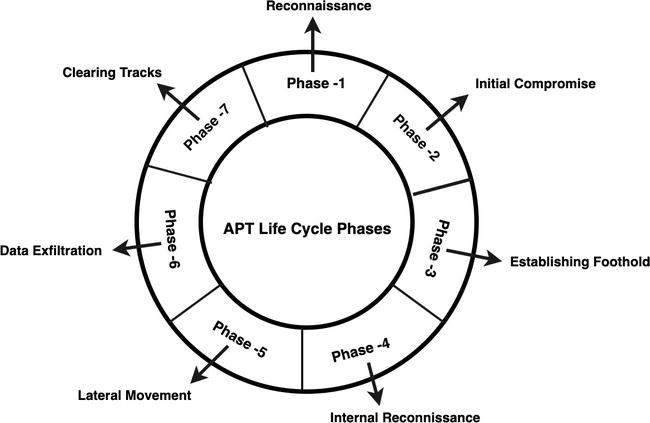 Reconnaissance
Phase -1
Initial Compromise
Phase -2
Establishing Foothold
Phase -3
Internal Reconnissance
Phase -4
Lateral Movement
Phase -5
Data Exfiltration
Phase -6
Clearing Tracks
Phase -7
APT Life Cycle Phases